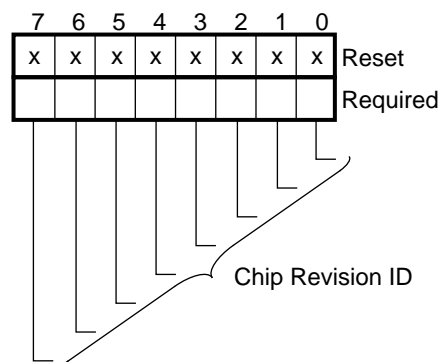 7 6 5 4 3 2 1 0
x x x x x x x x Reset
Required
Chip Revision ID